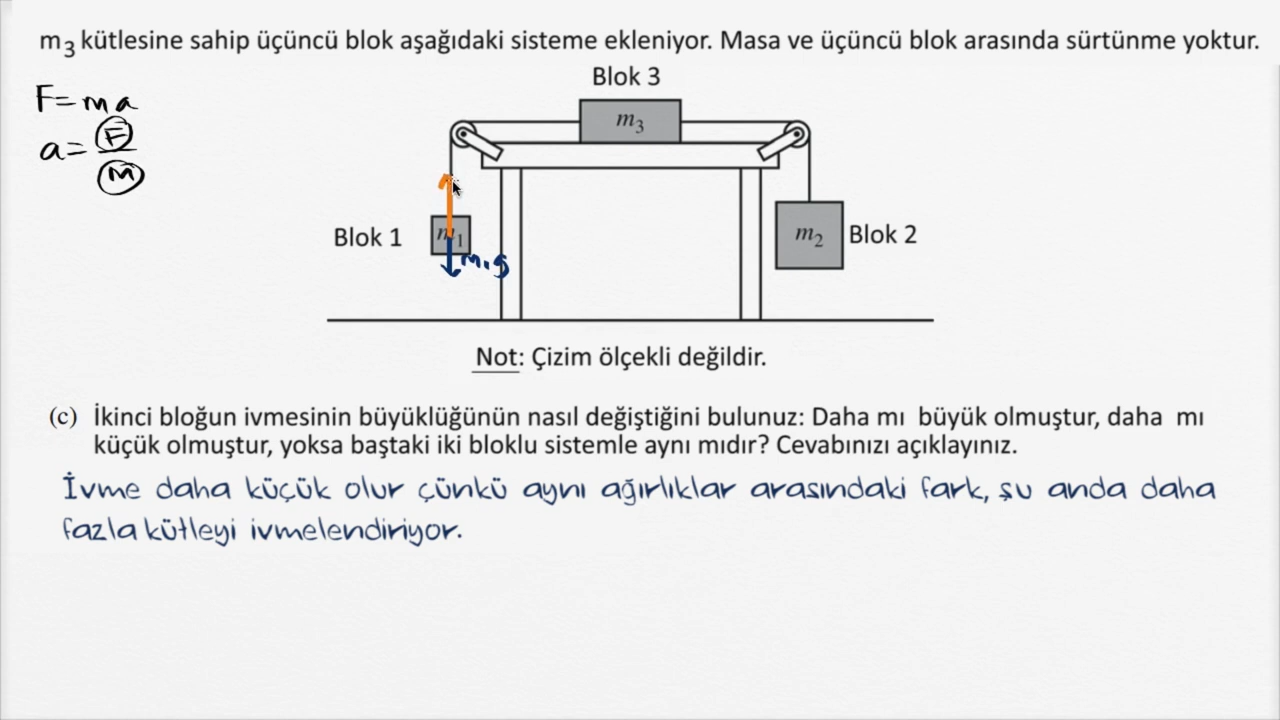 m3 kütlesine sahip üçüncü blok aşağıdaki sisteme ekleniyor. Masa ve üçüncü blok arasında sürtünme yoktur.
F=ma
a=F/m
Blok 3
m3
Blok 1
m1
m1g
m2
Blok 2
Not: Çizim ölçekli değildir.
(c) İkinci bloğun ivmesinin büyüklüğünün nasıl değiştiğini bulunuz: Daha mı büyük olmuştur, daha mı
küçük olmuştur, yoksa baştaki iki bloklu sistemle aynı mıdır? Cevabınızı açıklayınız.
İvme daha küçük olur çünkü aynı ağırlıklar arasındaki fark, şu anda daha
fazla kütleyi ivmelendiriyor.